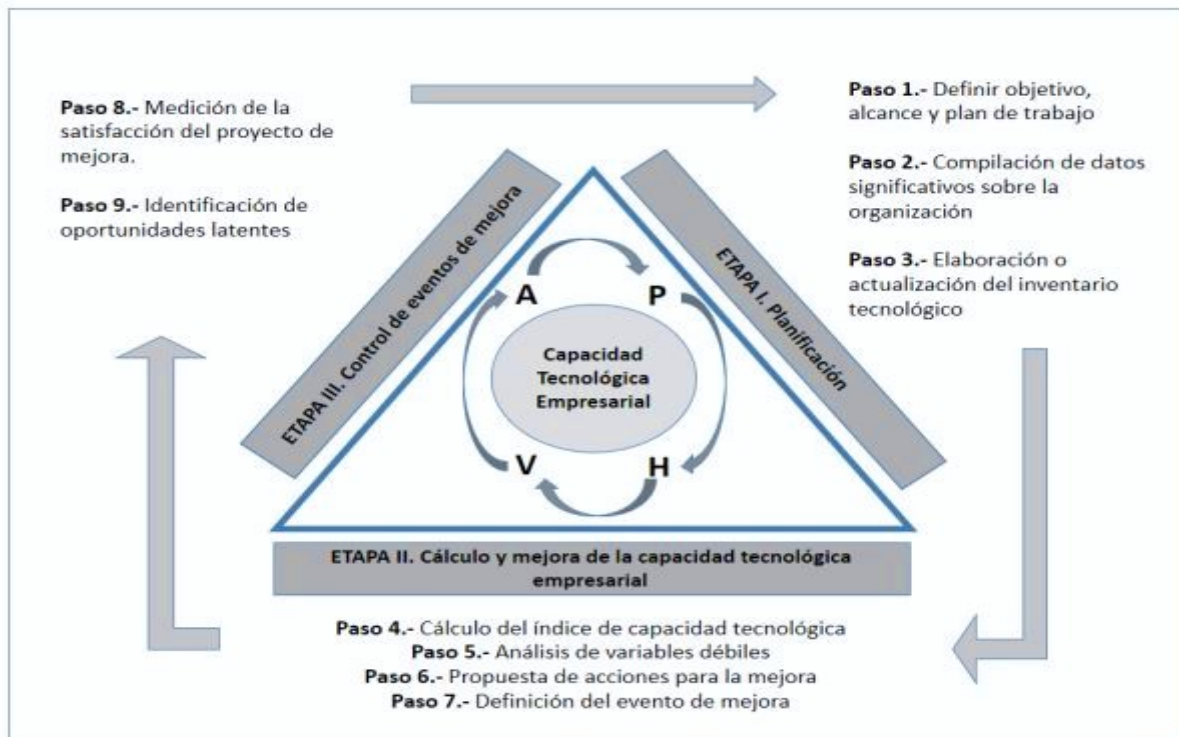 Paso 8.- Medición de la
satisfacción del proyecto de
mejora.
Paso 9.- Identificación de
oportunidades latentes
Paso 1.- Definir objetivo,
alcance y plan de trabajo
Paso 2.- Compilación de datos
significativos sobre la
organización
Paso 3.- Elaboración o
actualización del inventario
tecnológico
ETAPA III. Control de eventos de mejora
ETAPA I. Planificación
A
P
Capacidad
Tecnológica
Empresarial
V
H
ETAPA II. Cálculo y mejora de la capacidad tecnológica
empresarial
Paso 4.- Cálculo del índice de capacidad tecnológica
Paso 5.- Análisis de variables débiles
Paso 6.- Propuesta de acciones para la mejora
Paso 7.- Definición del evento de mejora